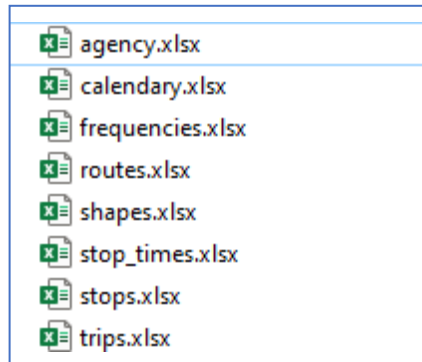 agency.xlsx
calendary.xlsx
frequencies.xlsx
routes.xlsx
shapes.xlsx
stop_times.xlsx
stops.xlsx
trips.xlsx